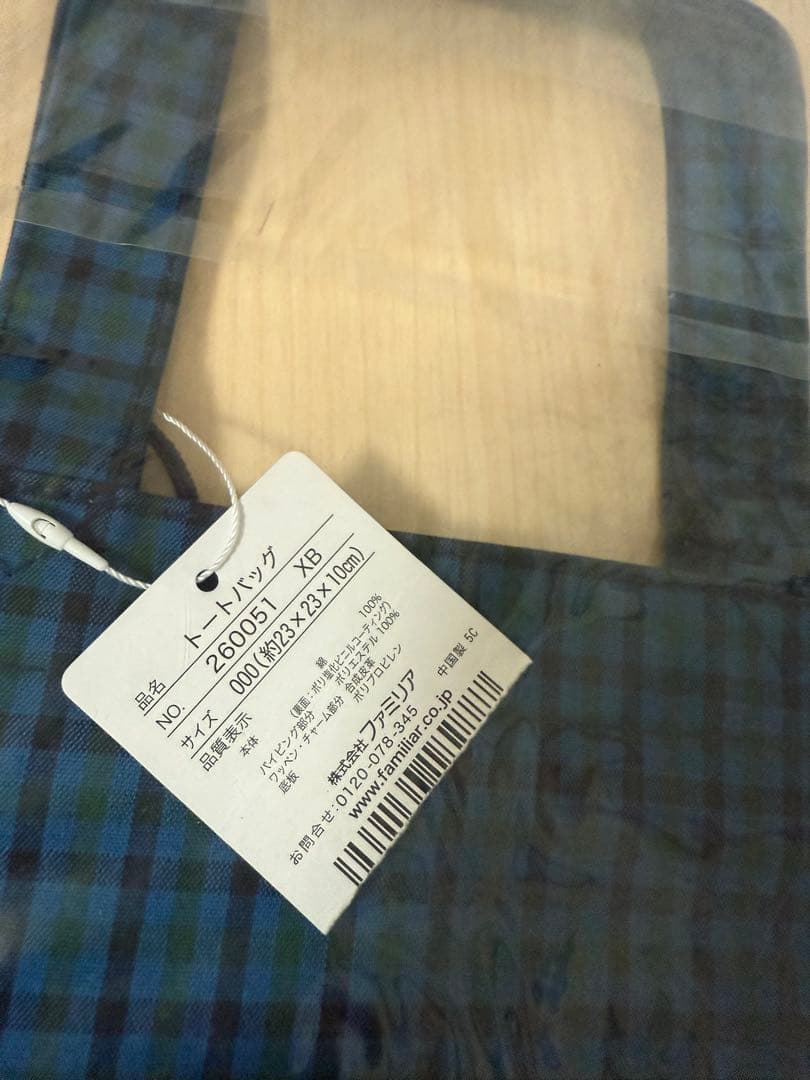 品名 トートバッグ
NO. 260051 XB
サイズ 000(約23×23×10cm)
品質表示
本体 綿 100%
(裏面：ポリ塩化ビニルコーティング)
パイピング部分 ポリエステル 100%
ワッペン・チャーム部分 合成皮革
底板 ポリプロピレン
株式会社ファミリア 中国製 5C
お問合せ：0120-078-345
www.familiar.co.jp